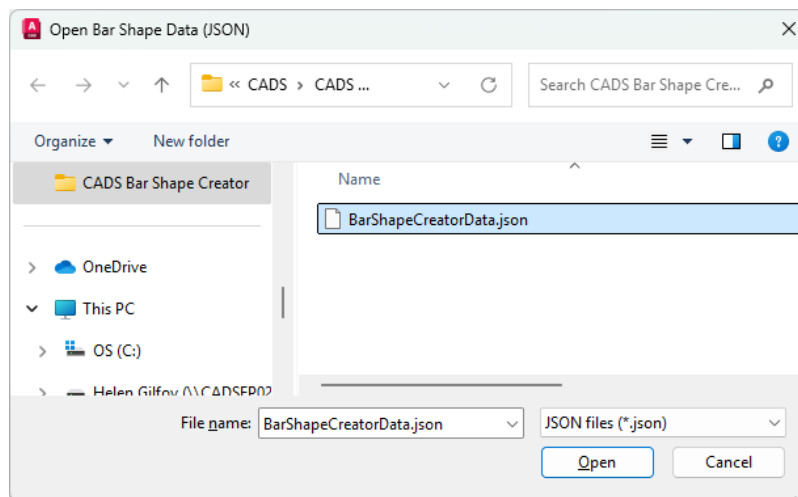 Open Bar Shape Data (JSON)
« CADS › CADS ...
Search CADS Bar Shape Cre...
Organize
New folder
CADS Bar Shape Creator
Name
BarShapeCreatorData.json
OneDrive
This PC
OS (C:)
Helen Gilfoy (\\CADSFP02
File name: BarShapeCreatorData.json
JSON files (*.json)
Open
Cancel